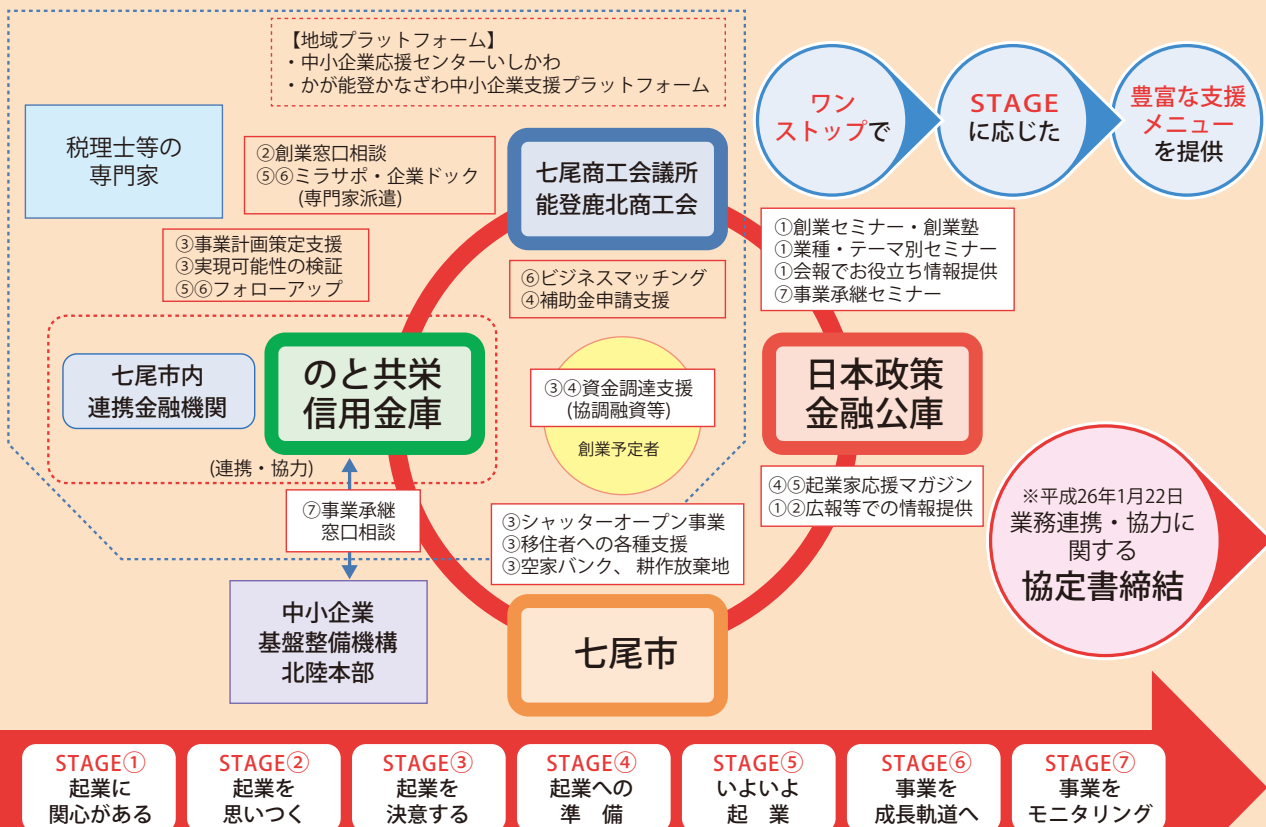 【地域プラットフォーム】
・中小企業応援センターいしかわ
・かが能登かなざわ中小企業支援プラットフォーム
ワン
ストップで
STAGE
に応じた
豊富な支援
メニュー
を提供
税理士等の
専門家
②創業窓口相談
⑤⑥ミラサポ・企業ドック
(専門家派遣)
七尾商工会議所
能登鹿北商工会
①創業セミナー・創業塾
①業種・テーマ別セミナー
①会報でお役立ち情報提供
⑦事業承継セミナー
③事業計画策定支援
③実現可能性の検証
⑤⑥フォローアップ
⑥ビジネスマッチング
④補助金申請支援
七尾市内
連携金融機関
のと共栄
信用金庫
(連携・協力)
③④資金調達支援
(協調融資等)
創業予定者
日本政策
金融公庫
④⑤起業家応援マガジン
①②広報等での情報提供
⑦事業承継
窓口相談
③シャッターオープン事業
③移住者への各種支援
③空家バンク、耕作放棄地
※平成26年1月22日
業務連携・協力に
関する
協定書締結
中小企業
基盤整備機構
北陸本部
七尾市
STAGE①
起業に
関心がある
STAGE②
起業を
思いつく
STAGE③
起業を
決意する
STAGE④
起業への
準　備
STAGE⑤
いよいよ
起　業
STAGE⑥
事業を
成長軌道へ
STAGE⑦
事業を
モニタリング